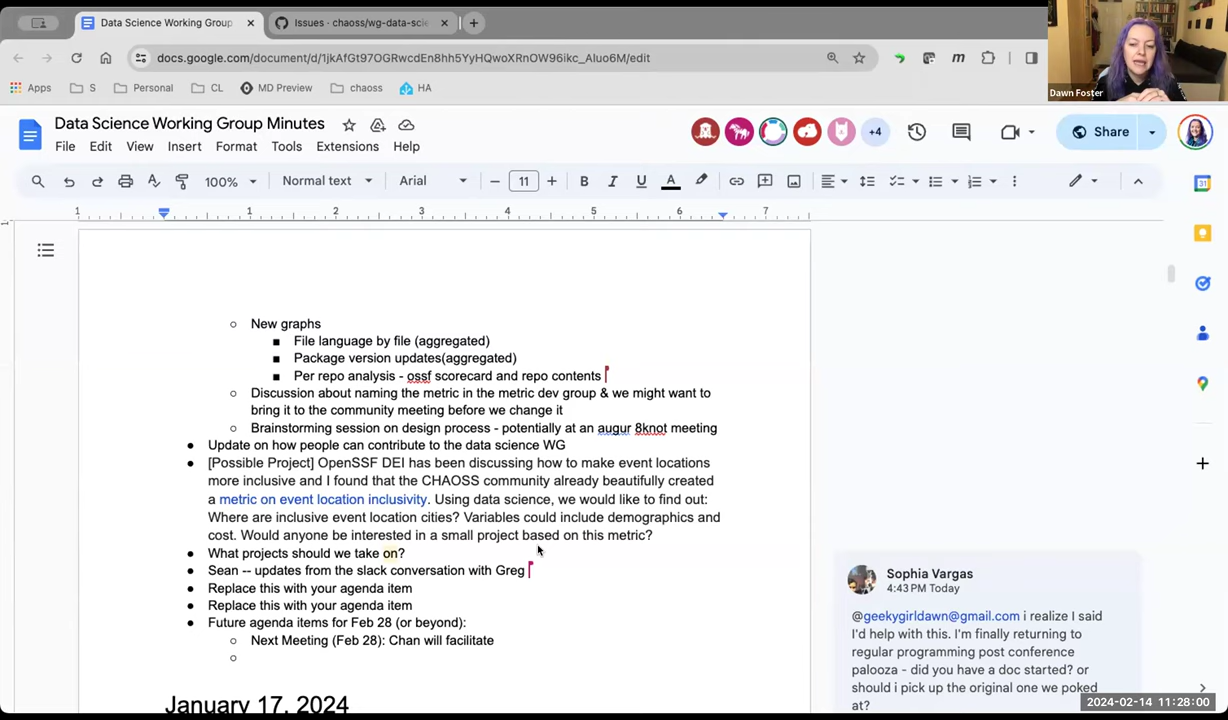 Data Science Working Group
Issues · chaoss/wg-data-scie
docs.google.com/document/d/1jkAfGt97OGRwcdEn8hh5YyHQwoXRnOW96ikc_Aluo6M/edit
Apps S Personal CL MD Preview chaoss HA
Dawn Foster
Data Science Working Group Minutes
+4
Share
File Edit View Insert Format Tools Extensions Help
100% Normal text Arial 11 B I U A
1 1 2 3 4 5 6 7
New graphs
File language by file (aggregated)
Package version updates(aggregated)
Per repo analysis - ossf scorecard and repo contents
Discussion about naming the metric in the metric dev group & we might want to
bring it to the community meeting before we change it
Brainstorming session on design process - potentially at an augur 8knot meeting
Update on how people can contribute to the data science WG
[Possible Project] OpenSSF DEI has been discussing how to make event locations
more inclusive and I found that the CHAOSS community already beautifully created
a metric on event location inclusivity. Using data science, we would like to find out:
Where are inclusive event location cities? Variables could include demographics and
cost. Would anyone be interested in a small project based on this metric?
What projects should we take on?
Sean -- updates from the slack conversation with Greg
Replace this with your agenda item
Replace this with your agenda item
Future agenda items for Feb 28 (or beyond):
Next Meeting (Feb 28): Chan will facilitate
January 17, 2024
Sophia Vargas
4:43 PM Today
@geekygirldawn@gmail.com i realize I said
I'd help with this. I'm finally returning to
regular programming post conference
palooza - did you have a doc started? or
should i pick up the original one we poked
at?
2024-02-14 11:28:00